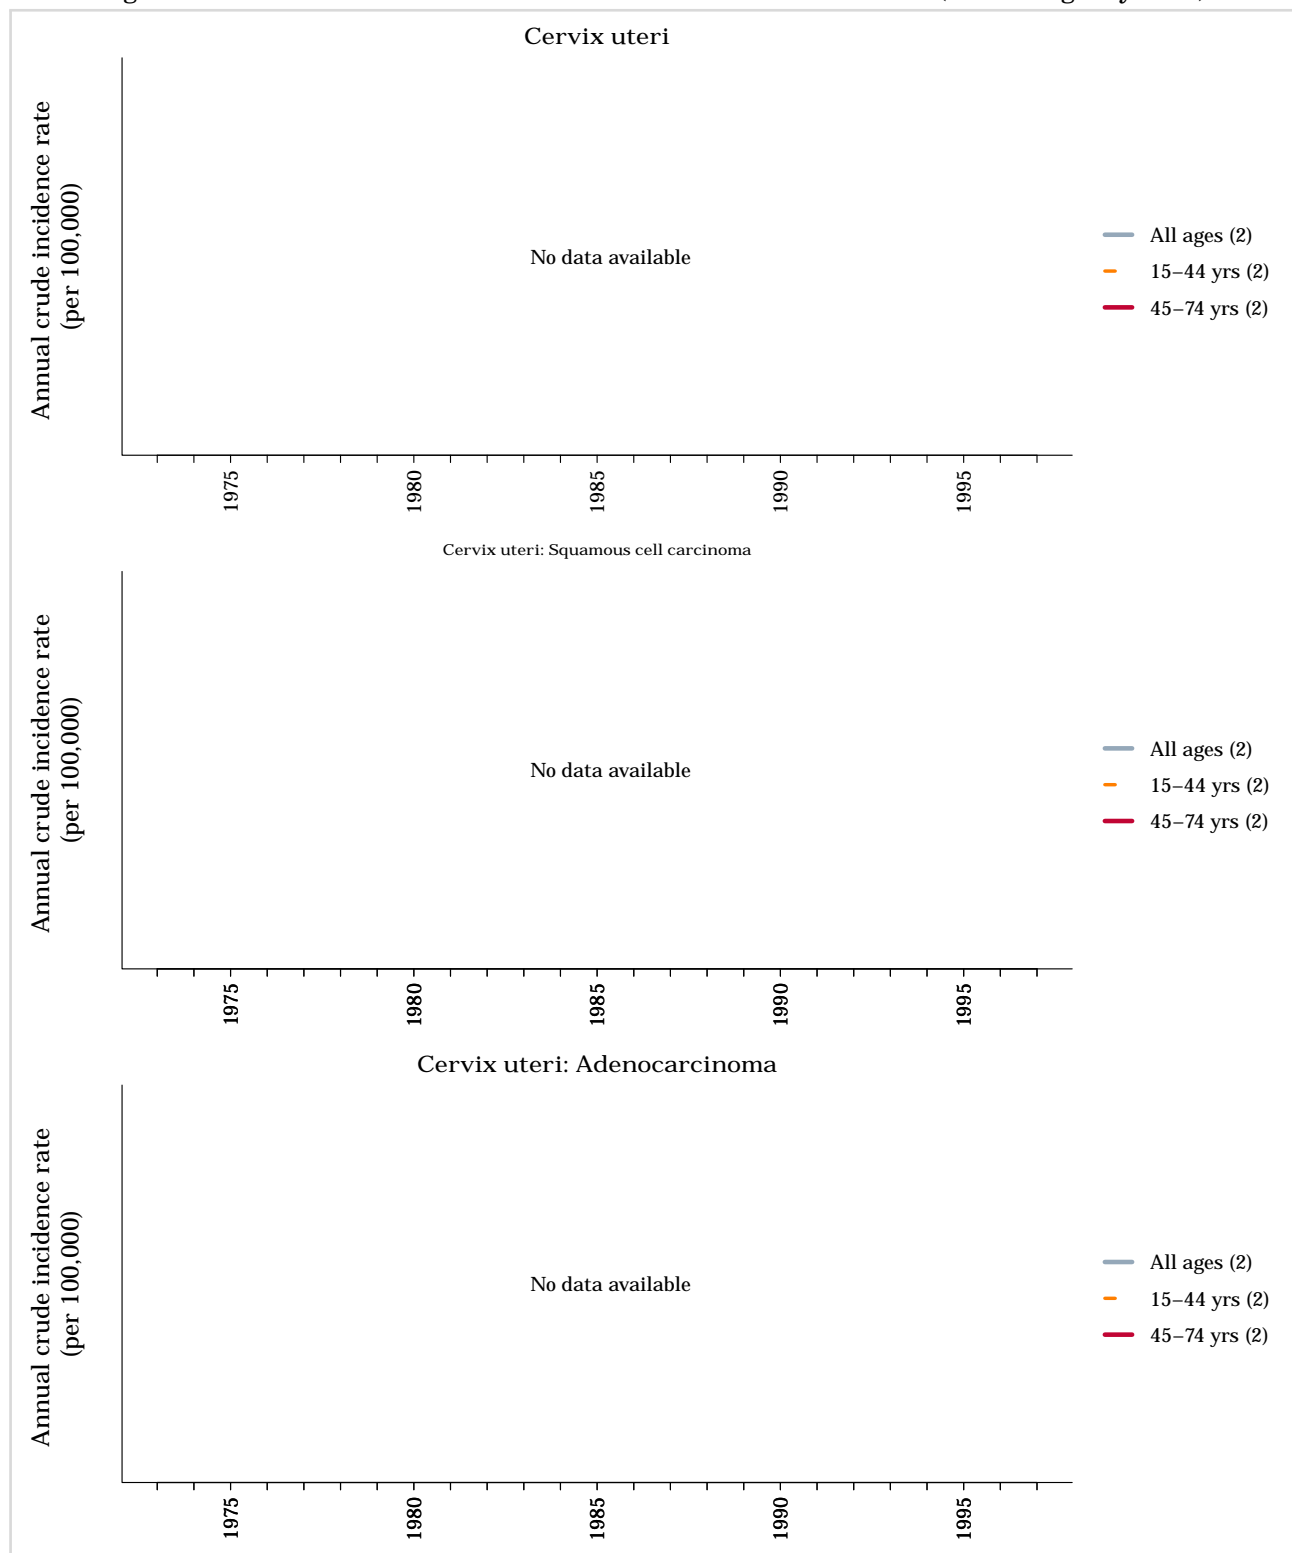 Cervix uteri
Annual crude incidence rate
(per 100,000)
No data available
All ages (2)
15–44 yrs (2)
45–74 yrs (2)
1975
1980
1985
1990
1995
Cervix uteri: Squamous cell carcinoma
Annual crude incidence rate
(per 100,000)
No data available
All ages (2)
15–44 yrs (2)
45–74 yrs (2)
1975
1980
1985
1990
1995
Cervix uteri: Adenocarcinoma
Annual crude incidence rate
(per 100,000)
No data available
All ages (2)
15–44 yrs (2)
45–74 yrs (2)
1975
1980
1985
1990
1995